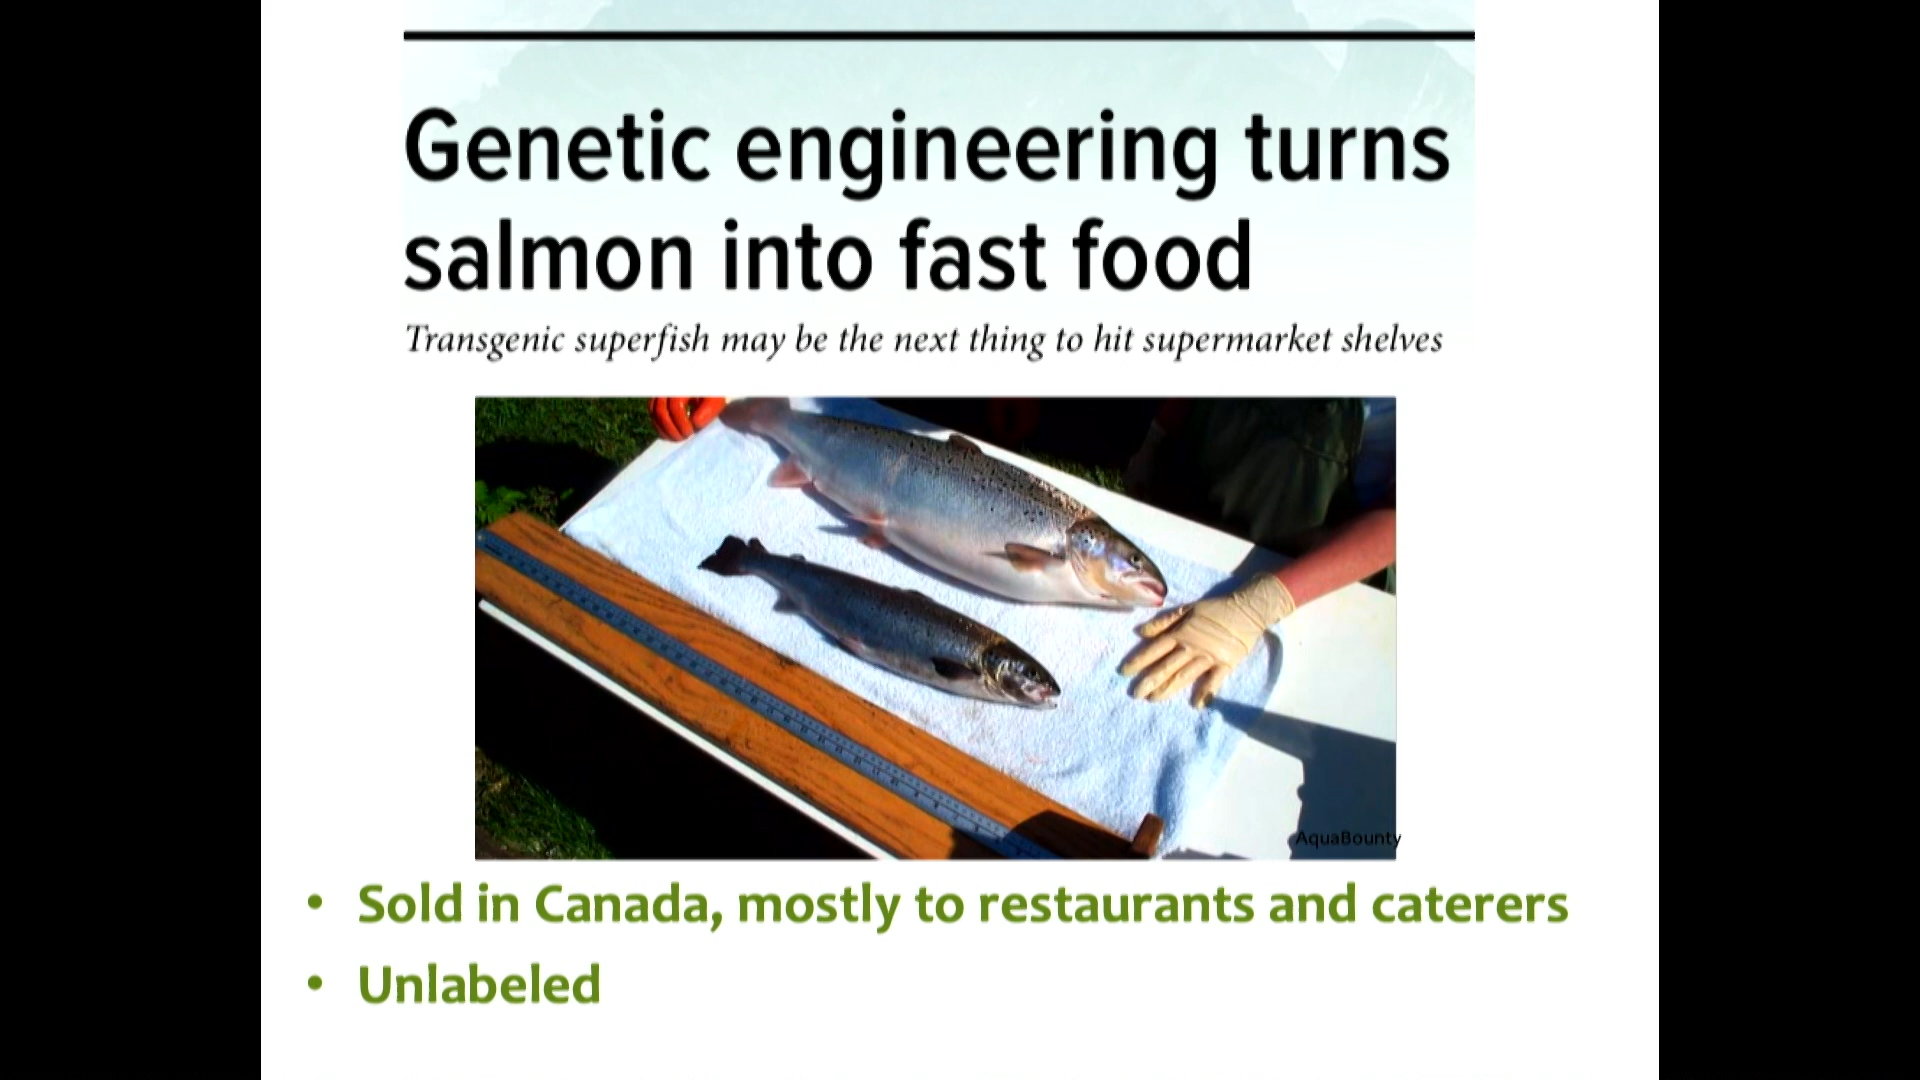 Genetic engineering turns
salmon into fast food
Transgenic superfish may be the next thing to hit supermarket shelves
AquaBounty
• Sold in Canada, mostly to restaurants and caterers
• Unlabeled